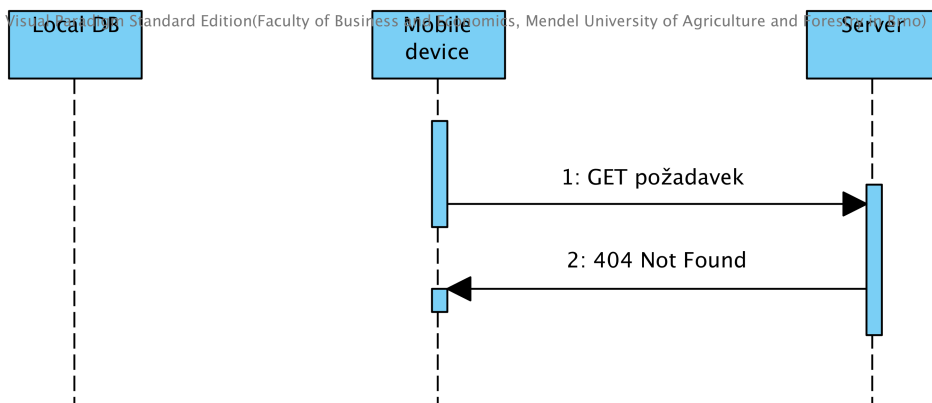 Visual Paradigm Standard Edition(Faculty of Business and Economics, Mendel University of Agriculture and Forestry in Brno)
Local DB
Mobile
device
Server
1: GET požadavek
2: 404 Not Found